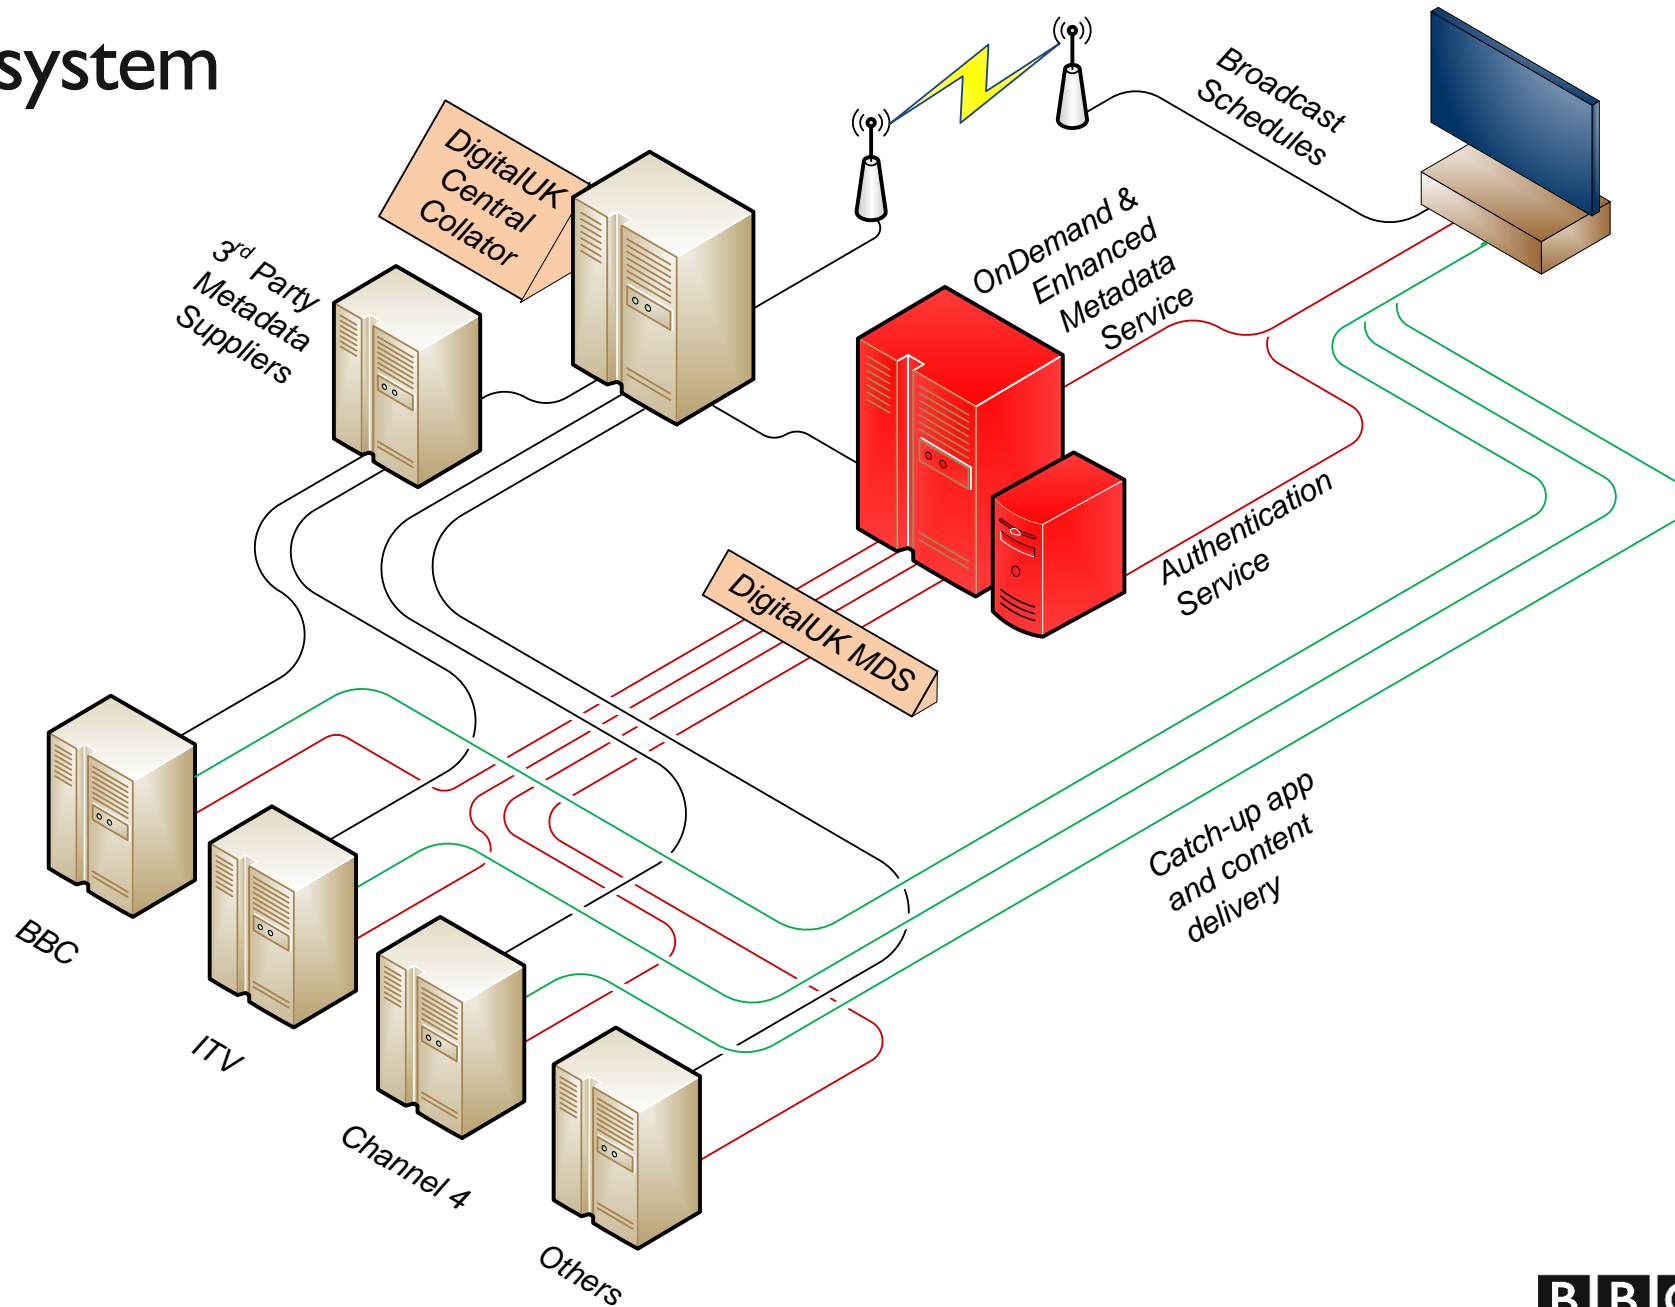 system
DigitalUK
Central
Collator
3rd Party
Metadata
Suppliers
Broadcast
Schedules
OnDemand &
Enhanced
Metadata
Service
Authentication
Service
DigitalUK MDS
Catch-up app
and content
delivery
BBC
ITV
Channel 4
Others
BBC